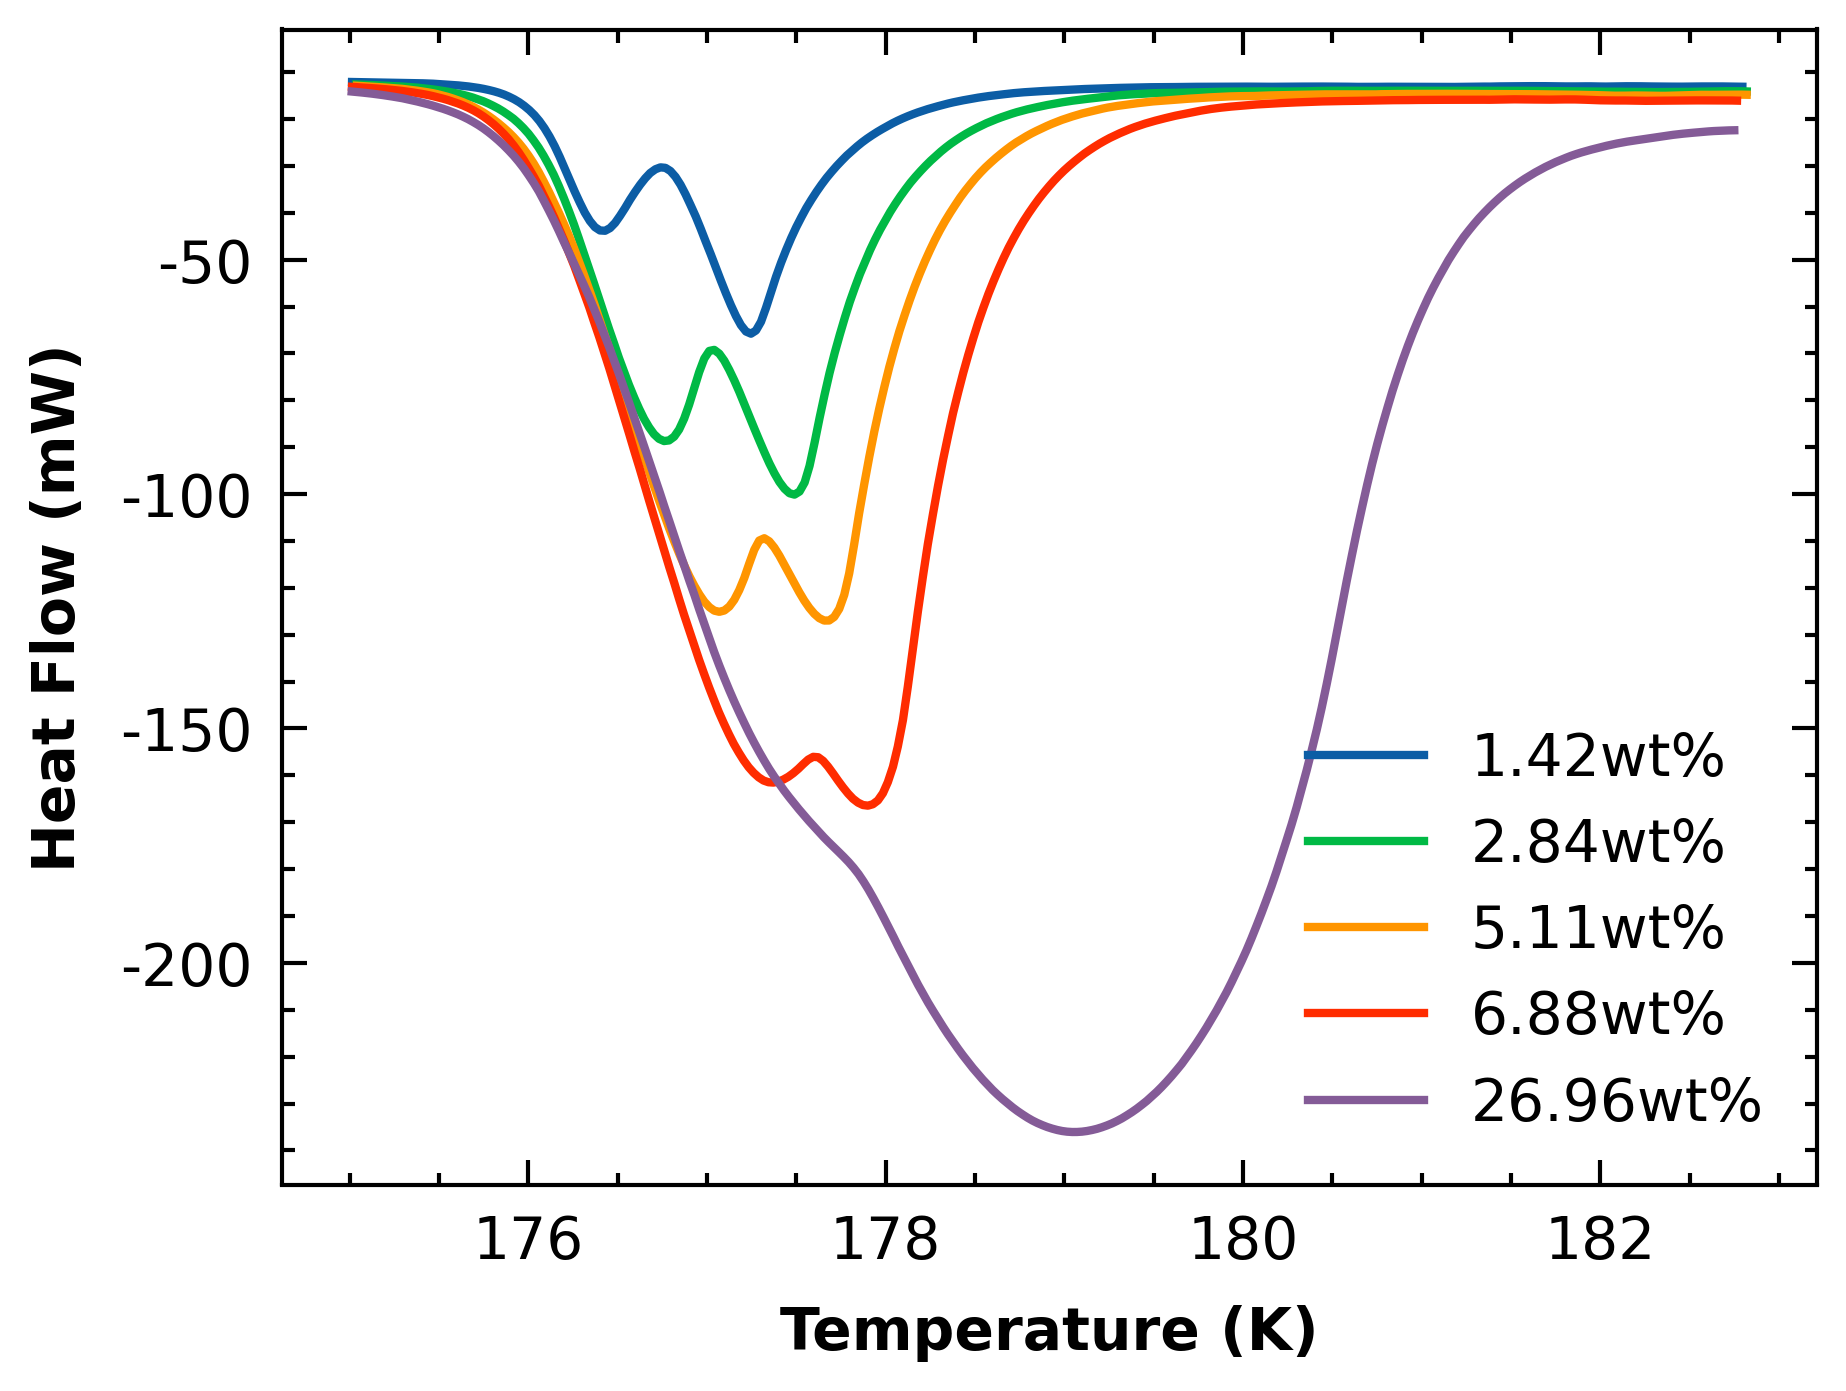 Heat Flow (mW)
-50
-100
-150
-200
1.42wt%
2.84wt%
5.11wt%
6.88wt%
26.96wt%
176 178 180 182
Temperature (K)